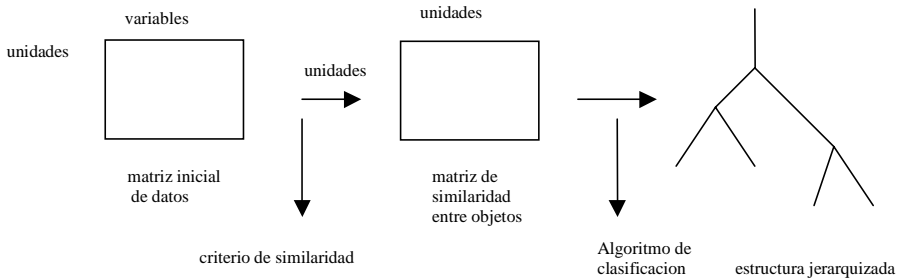 variables
unidades
matriz inicial
de datos
unidades
criterio de similaridad
unidades
matriz de
similaridad
entre objetos
Algoritmo de
clasificacion
estructura jerarquizada